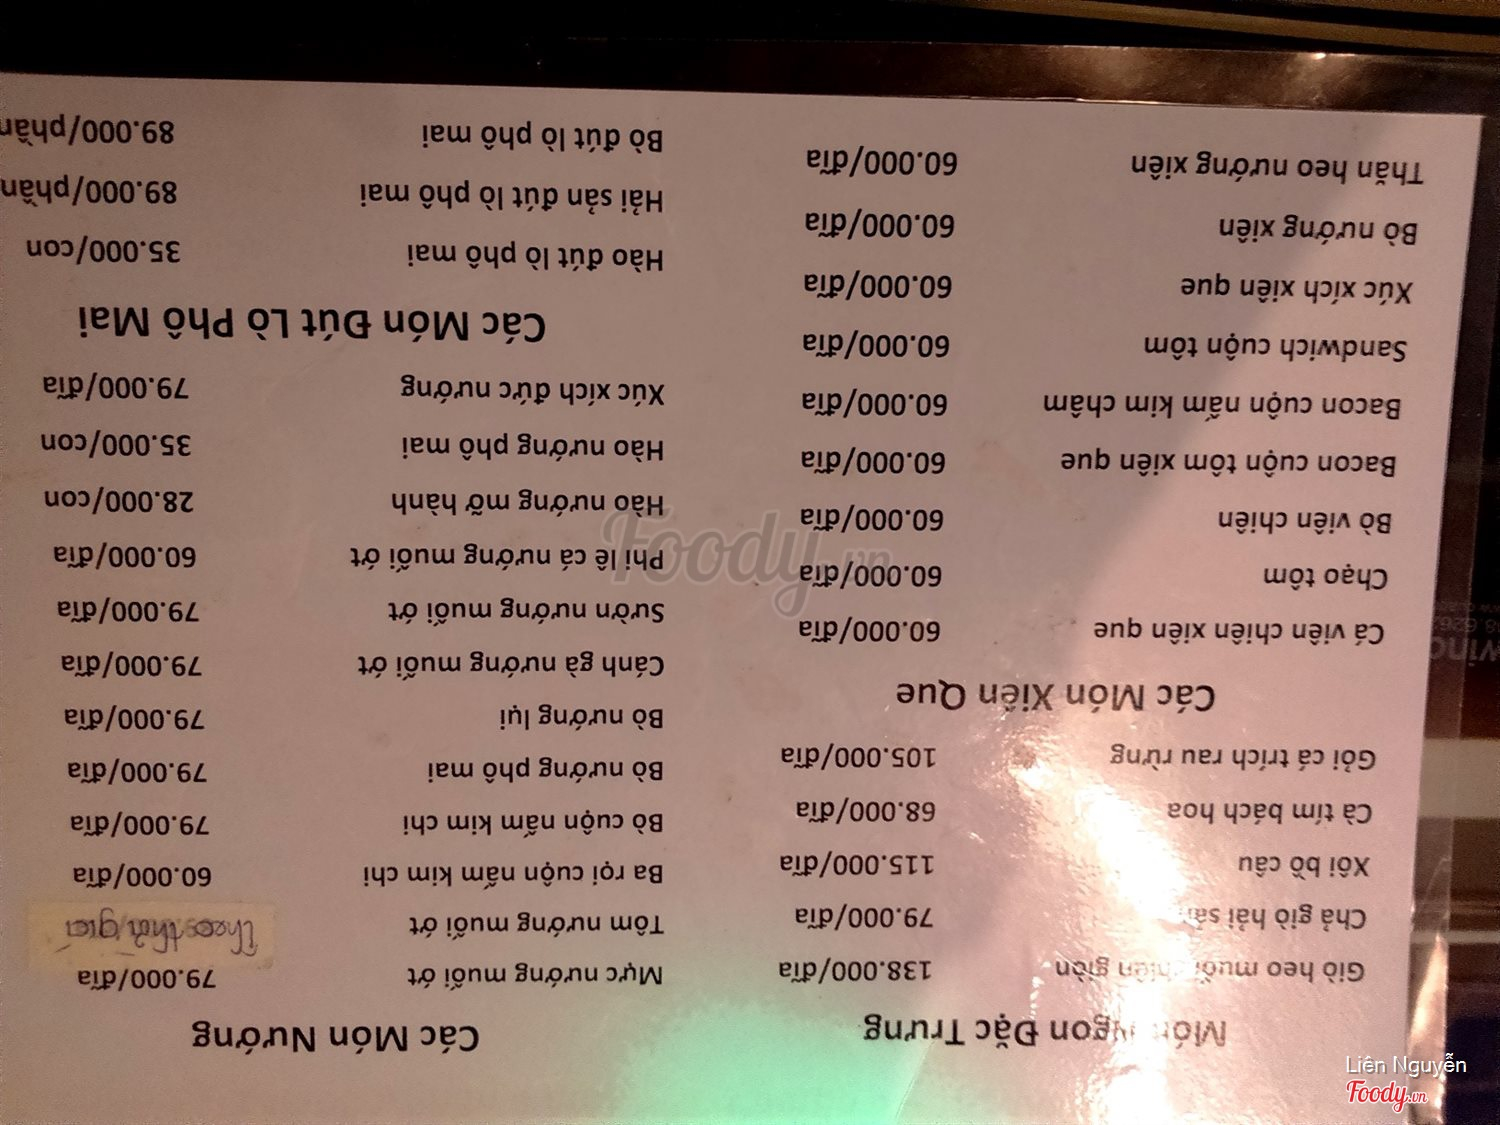 Món Ngon Đặc Trưng
Giò heo muối chiên giòn 138.000/đĩa
Chả giò hải sản 79.000/đĩa
Xôi bồ câu 115.000/đĩa
Cà tím bách hoa 68.000/đĩa
Gỏi cá trích rau rừng 105.000/đĩa
Các Món Xiên Que
Cá viên chiên xiên que 60.000/đĩa
Chạo tôm 60.000/đĩa
Bò viên chiên 60.000/đĩa
Bacon cuộn tôm xiên que 60.000/đĩa
Bacon cuộn nấm kim châm 60.000/đĩa
Sandwich cuộn tôm 60.000/đĩa
Xúc xích xiên que 60.000/đĩa
Bò nướng xiên 60.000/đĩa
Thăn heo nướng xiên 60.000/đĩa
Các Món Nướng
Mực nướng muối ớt 79.000/đĩa
Tôm nướng muối ớt theo thời giá
Ba rọi cuộn nấm kim chi 60.000/đĩa
Bò cuộn nấm kim chi 79.000/đĩa
Bò nướng phô mai 79.000/đĩa
Bò nướng lụi 79.000/đĩa
Cánh gà nướng muối ớt 79.000/đĩa
Sườn nướng muối ớt 79.000/đĩa
Phi lê cá nướng muối ớt 60.000/đĩa
Hào nướng mỡ hành 28.000/con
Hào nướng phô mai 35.000/con
Xúc xích đức nướng 79.000/đĩa
Các Món Đút Lò Phô Mai
Hào đút lò phô mai 35.000/con
Hải sản đút lò phô mai 89.000/phần
Bò đút lò phô mai 89.000/phần
Foody.vn
Liên Nguyễn
Foody.vn